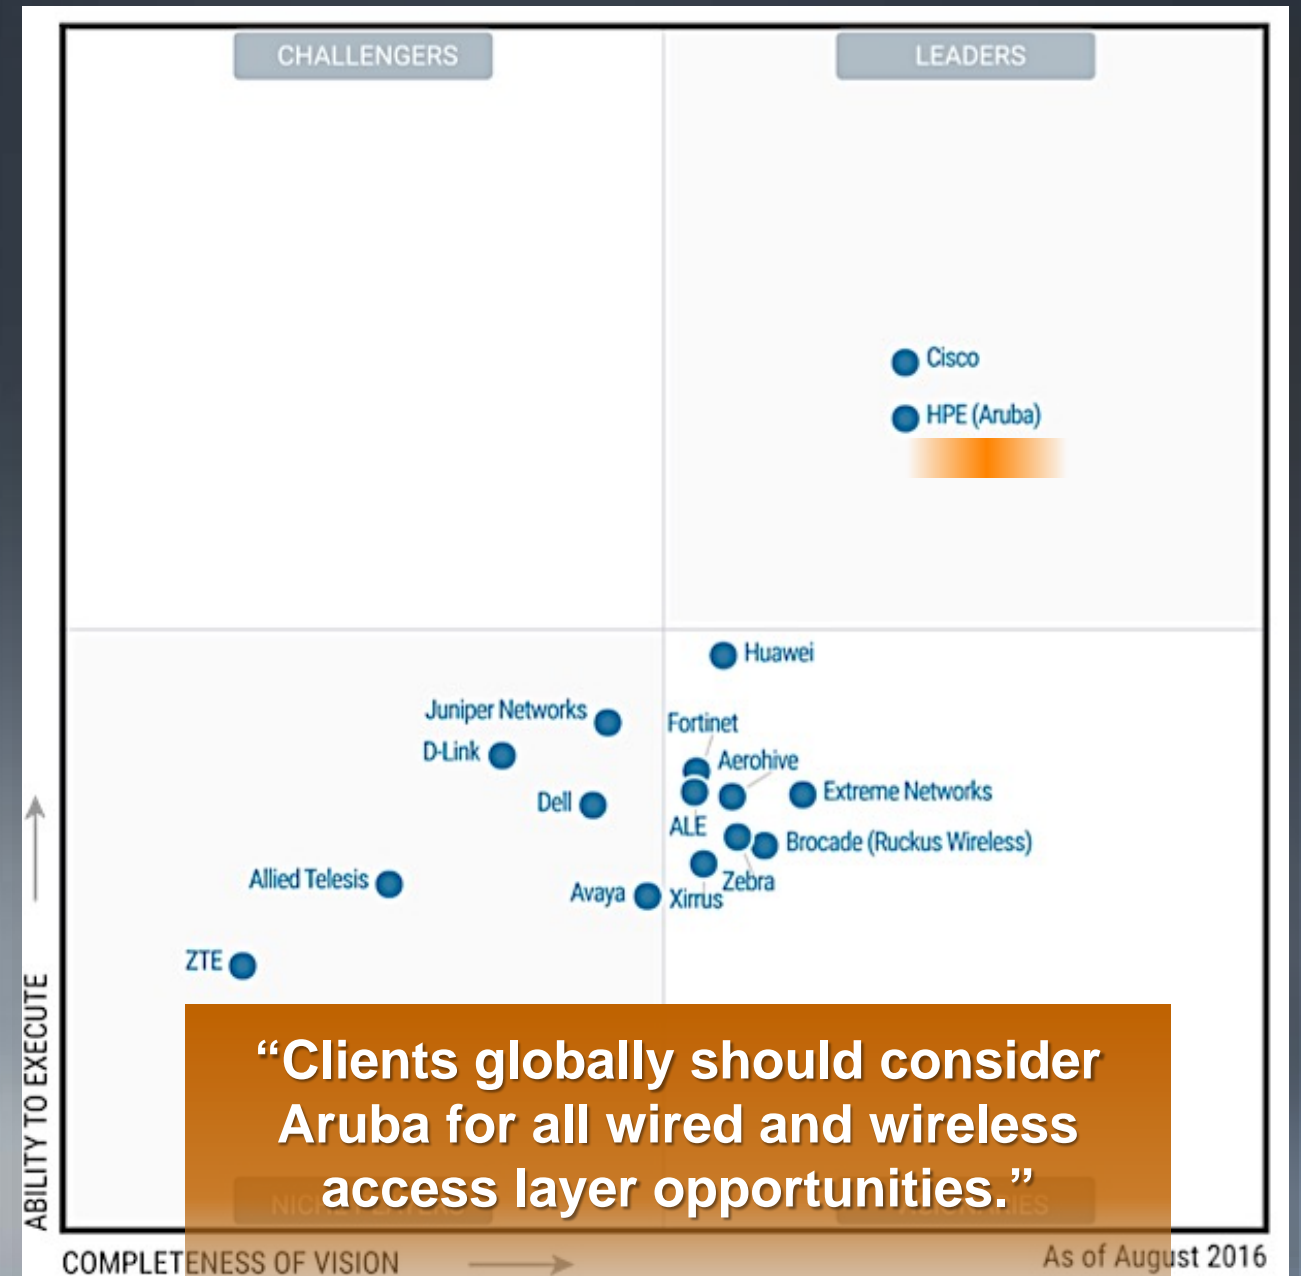 CHALLENGERS
LEADERS
Cisco
HPE (Aruba)
Huawei
Juniper Networks
Fortinet
D-Link
Aerohive
Dell
Extreme Networks
ALE
Brocade (Ruckus Wireless)
Allied Telesis
Zebra
Avaya
Xirrus
ZTE
ABILITY TO EXECUTE
“Clients globally should consider
Aruba for all wired and wireless
access layer opportunities.”
COMPLETENESS OF VISION
As of August 2016